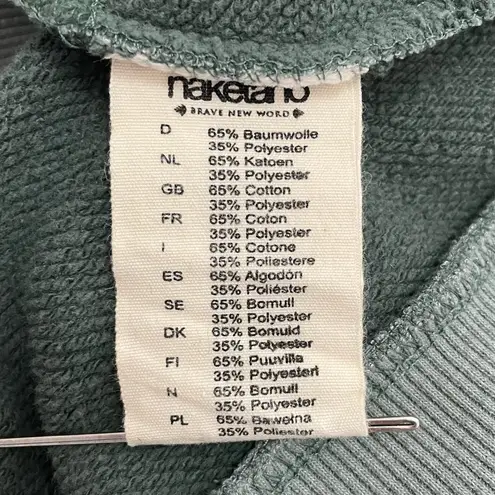 naketano
BRAVE NEW WORD
D 65% Baumwolle
35% Polyester
NL 65% Katoen
35% Polyester
GB 65% Cotton
35% Polyester
FR 65% Coton
35% Polyester
I 65% Cotone
35% Poliestere
ES 65% Algodón
35% Poliéster
SE 65% Bomull
35% Polyester
DK 65% Bomuld
35% Polyester
FI 65% Puuvilla
35% Polyesteri
N 65% Bomull
35% Polyester
PL 65% Bawełna
35% Poliester